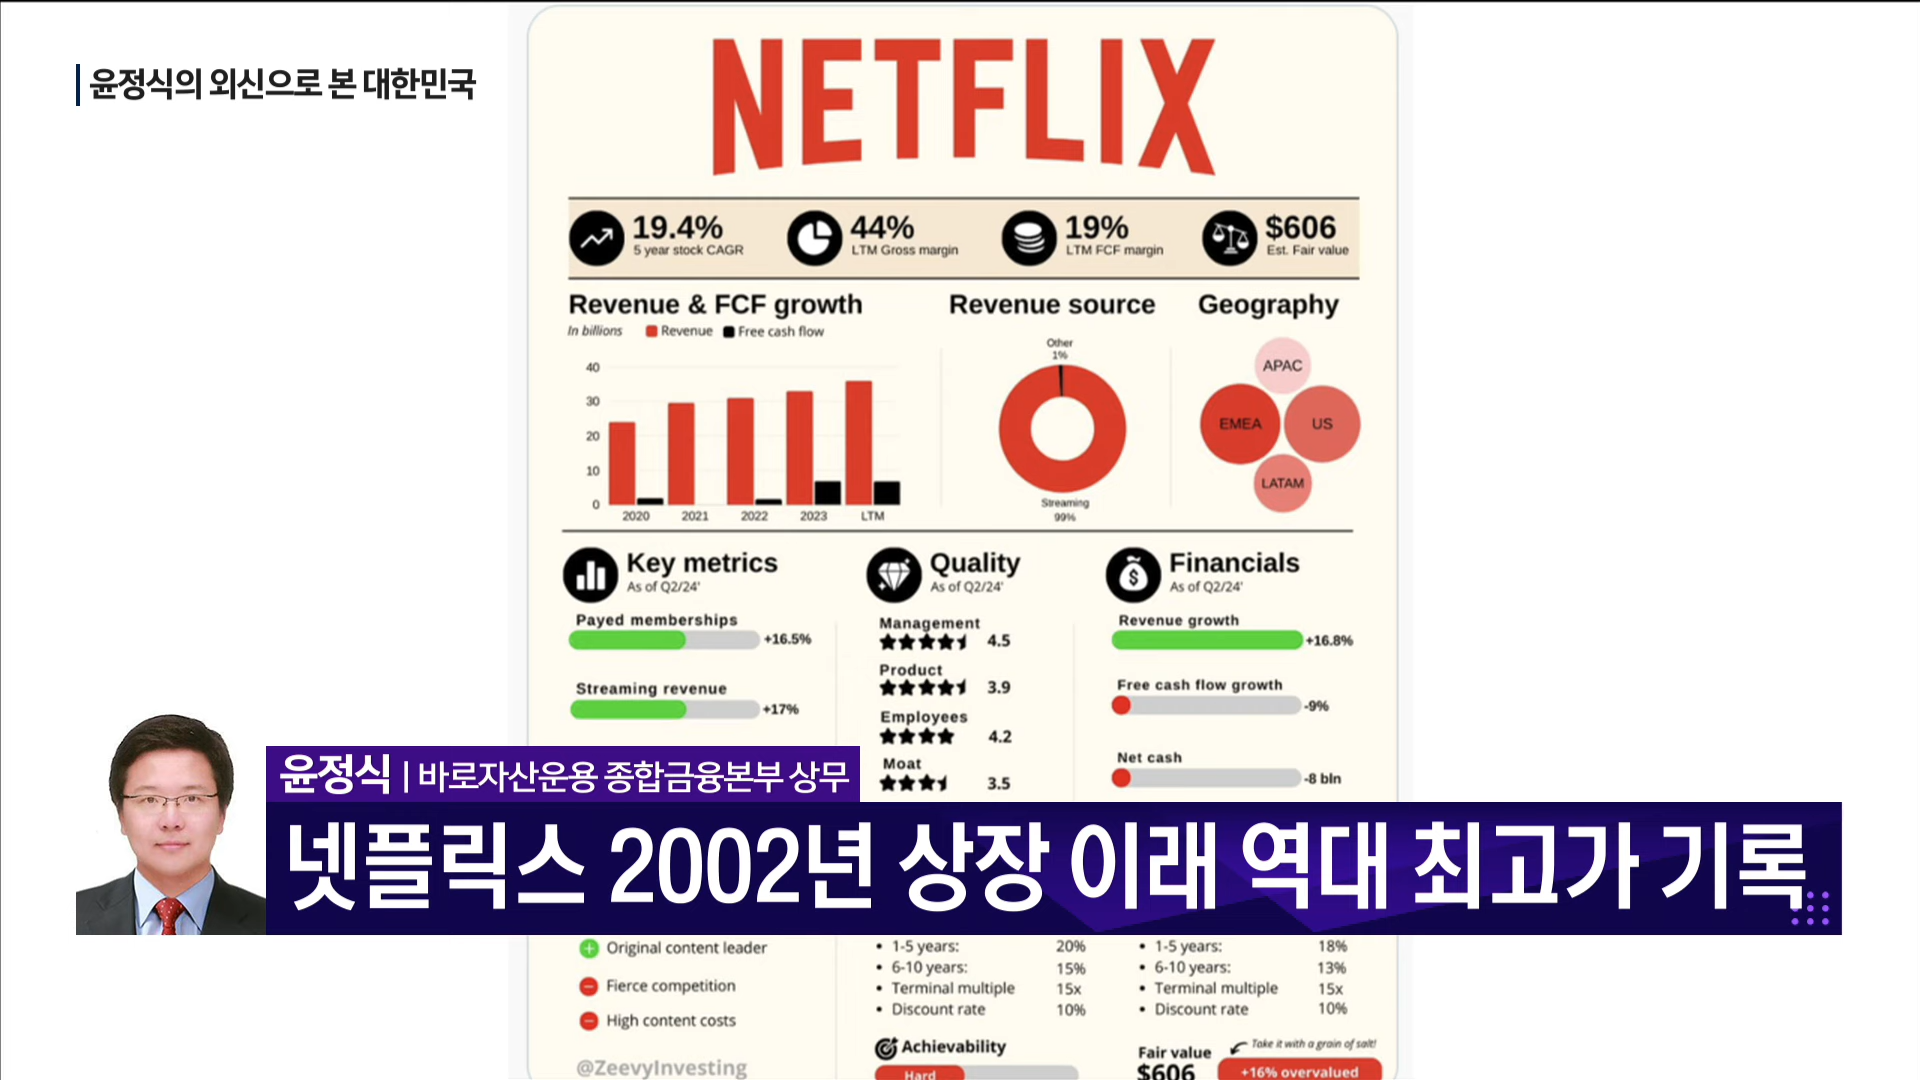 윤정식의 외신으로 본 대한민국
NETFLIX
19.4%
5 year stock CAGR
44%
LTM Gross margin
19%
LTM FCF margin
$606
Est. Fair value
Revenue & FCF growth
In billions
Revenue
Free cash flow
40
30
20
10
0
2020
2021
2022
2023
LTM
Revenue source
Other
1%
Streaming
99%
Geography
APAC
EMEA
US
LATAM
Key metrics
As of Q2/24'
Payed memberships
+16.5%
Streaming revenue
+17%
Quality
As of Q2/24'
Management
4.5
Product
3.9
Employees
4.2
Moat
3.5
Financials
As of Q2/24'
Revenue growth
+16.8%
Free cash flow growth
-9%
Net cash
-8 bln
윤정식 | 바로자산운용 종합금융본부 상무
넷플릭스 2002년 상장 이래 역대 최고가 기록
Original content leader
Fierce competition
High content costs
@ZeevyInvesting
• 1-5 years: 20%
• 6-10 years: 15%
• Terminal multiple 15x
• Discount rate 10%
Achievability
Hard
• 1-5 years: 18%
• 6-10 years: 13%
• Terminal multiple 15x
• Discount rate 10%
Take it with a grain of salt!
Fair value
$606
+16% overvalued